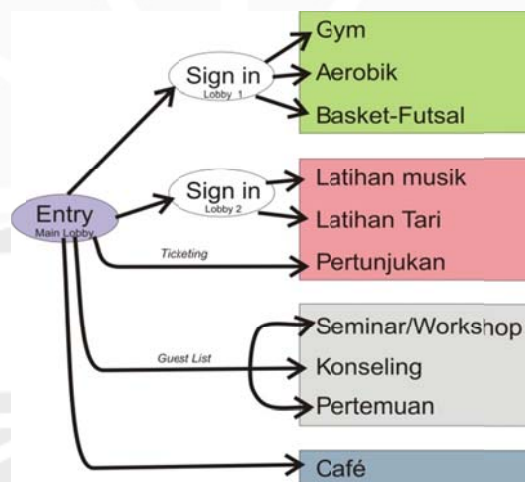 Gym
Sign in
Lobby 1
Aerobik
Basket-Futsal
Entry
Main Lobby
Sign in
Lobby 2
Latihan musik
Latihan Tari
Ticketing
Pertunjukan
Seminar/Workshop
Guest List
Konseling
Pertemuan
Café